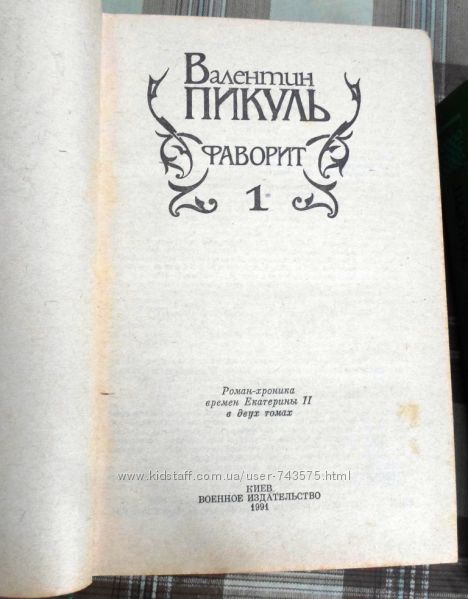 Валентин
ПИКУЛЬ
ФАВОРИТ
1
Роман-хроника
времен Екатерины II
в двух томах
www.kidstaff.com.ua/user-743575.html
КИЕВ
ВОЕННОЕ ИЗДАТЕЛЬСТВО
1991